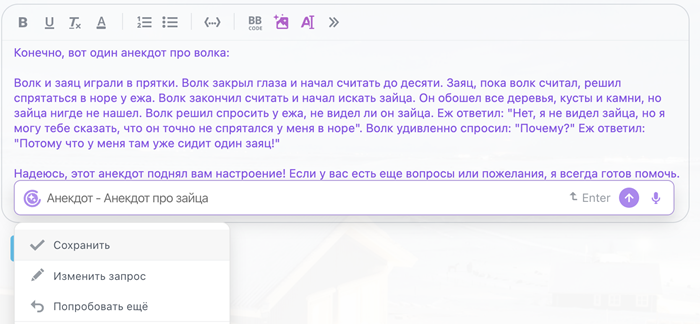 B U Tx A BB CODE AI
Конечно, вот один анекдот про волка:
Волк и заяц играли в прятки. Волк закрыл глаза и начал считать до десяти. Заяц, пока волк считал, решил
спрятаться в норе у ежа. Волк закончил считать и начал искать зайца. Он обошел все деревья, кусты и камни, но
зайца нигде не нашел. Волк решил спросить у ежа, не видел ли он зайца. Еж ответил: "Нет, я не видел зайца, но я
могу тебе сказать, что он точно не спрятался у меня в норе". Волк удивленно спросил: "Почему?" Еж ответил:
"Потому что у меня там уже сидит один заяц!"
Надеюсь, этот анекдот поднял вам настроение! Если у вас есть еще вопросы или пожелания, я всегда готов помочь.
Анекдот - Анекдот про зайца Enter
Сохранить
Изменить запрос
Попробовать ещё